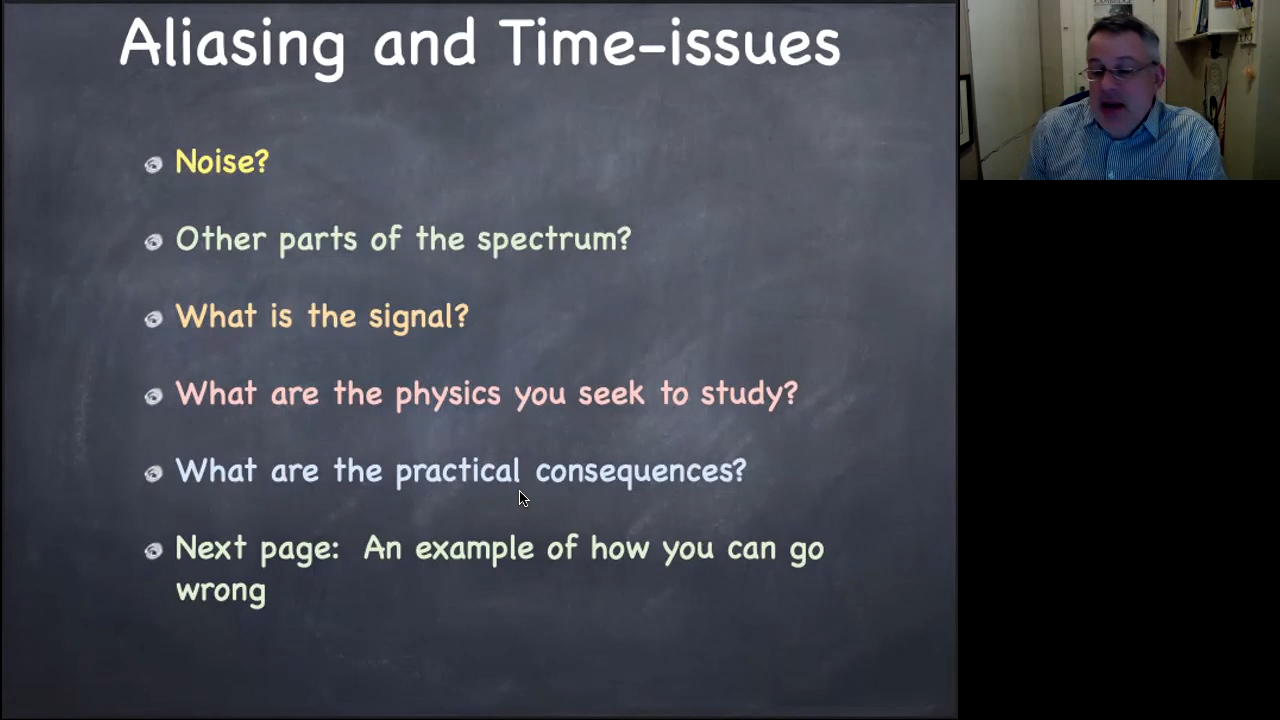 Aliasing and Time-issues
Noise?
Other parts of the spectrum?
What is the signal?
What are the physics you seek to study?
What are the practical consequences?
Next page: An example of how you can go
wrong